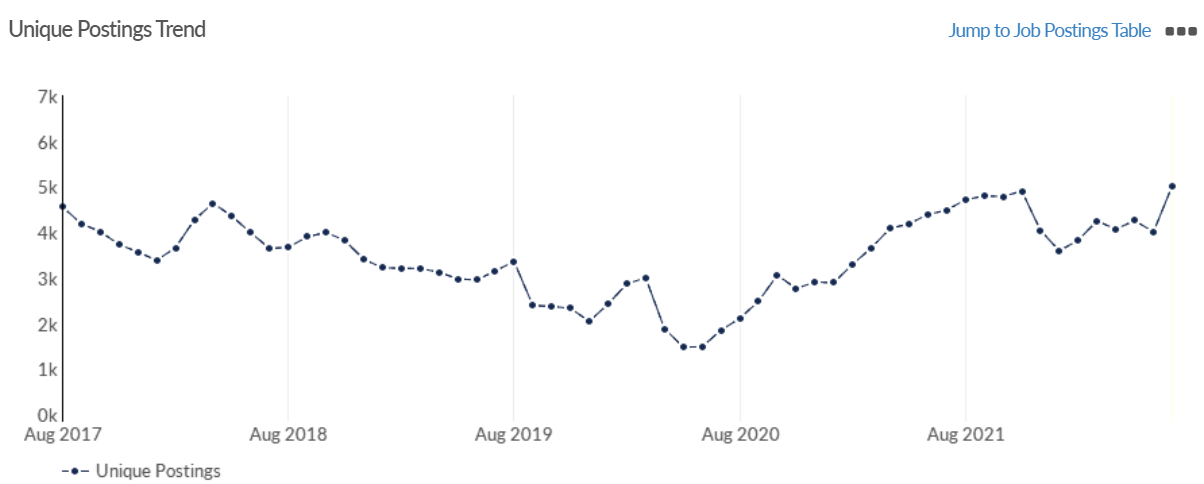 Unique Postings Trend
Jump to Job Postings Table
7k
6k
5k
4k
3k
2k
1k
0k
Aug 2017
Aug 2018
Aug 2019
Aug 2020
Aug 2021
Unique Postings